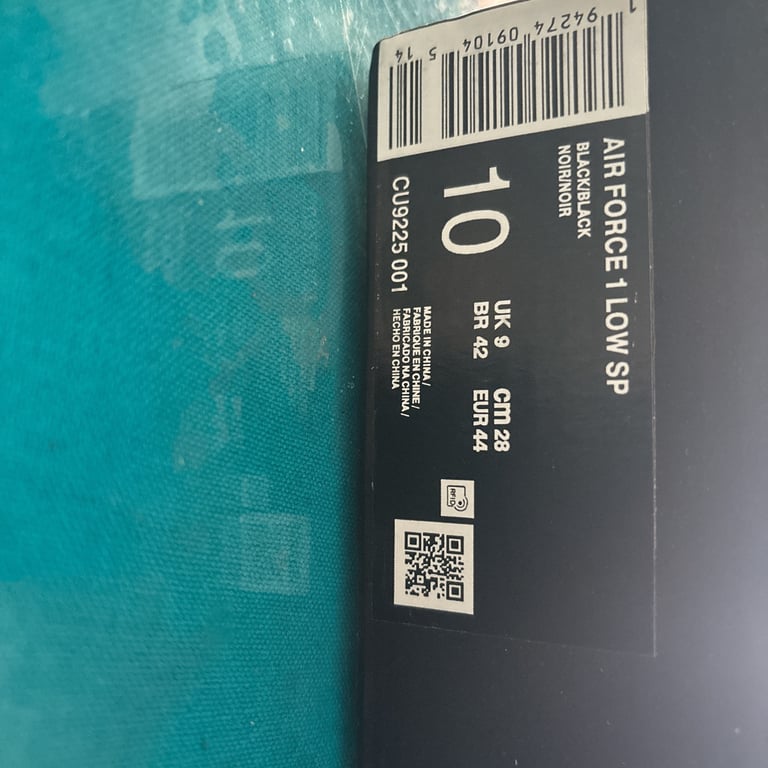 AIR FORCE 1 LOW SP
BLACK/BLACK
NOIR/NOIR
10
UK 9 cm 28
BR 42 EUR 44
CU9225 001
MADE IN CHINA /
FABRIQUE EN CHINE /
FABRICADO NA CHINA /
HECHO EN CHINA
RFID
1 94274 09104 5 14